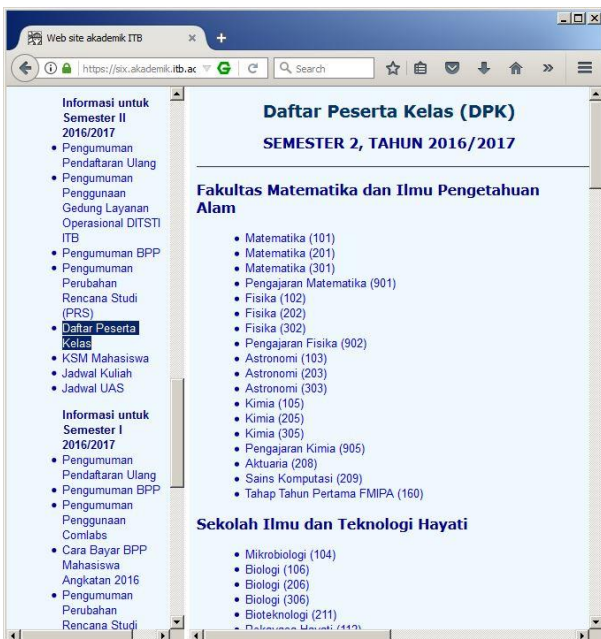 Web site akademik ITB
https://six.akademik.itb.ac
Search
Informasi untuk
Semester II
2016/2017
Pengumuman
Pendaftaran Ulang
Pengumuman
Penggunaan
Gedung Layanan
Operasional DITSTI
ITB
Pengumuman BPP
Pengumuman
Perubahan
Rencana Studi
(PRS)
Daftar Peserta
Kelas
KSM Mahasiswa
Jadwal Kuliah
Jadwal UAS
Informasi untuk
Semester I
2016/2017
Pengumuman
Pendaftaran Ulang
Pengumuman BPP
Pengumuman
Penggunaan
Comlabs
Cara Bayar BPP
Mahasiswa
Angkatan 2016
Pengumuman
Perubahan
Rencana Studi
Daftar Peserta Kelas (DPK)
SEMESTER 2, TAHUN 2016/2017
Fakultas Matematika dan Ilmu Pengetahuan
Alam
Matematika (101)
Matematika (201)
Matematika (301)
Pengajaran Matematika (901)
Fisika (102)
Fisika (202)
Fisika (302)
Pengajaran Fisika (902)
Astronomi (103)
Astronomi (203)
Astronomi (303)
Kimia (105)
Kimia (205)
Kimia (305)
Pengajaran Kimia (905)
Aktuaria (208)
Sains Komputasi (209)
Tahap Tahun Pertama FMIPA (160)
Sekolah Ilmu dan Teknologi Hayati
Mikrobiologi (104)
Biologi (106)
Biologi (206)
Biologi (306)
Bioteknologi (211)
Rekayasa Hayati (112)